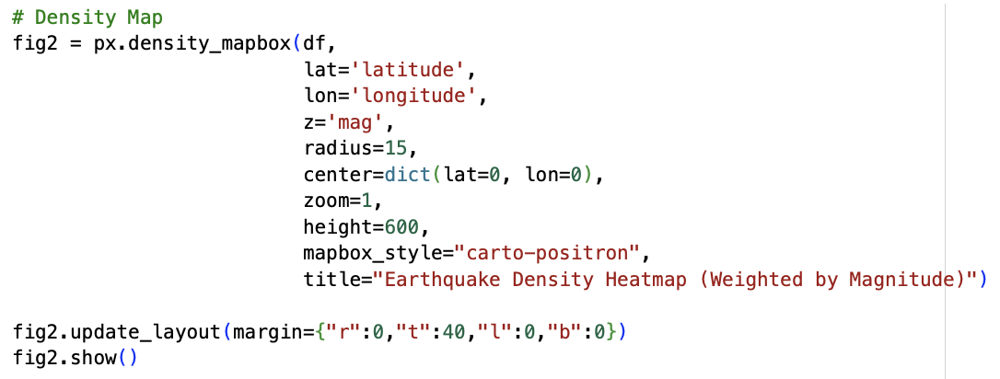 # Density Map
fig2 = px.density_mapbox(df,
                         lat='latitude',
                         lon='longitude',
                         z='mag',
                         radius=15,
                         center=dict(lat=0, lon=0),
                         zoom=1,
                         height=600,
                         mapbox_style="carto-positron",
                         title="Earthquake Density Heatmap (Weighted by Magnitude)")

fig2.update_layout(margin={"r":0,"t":40,"l":0,"b":0})
fig2.show()